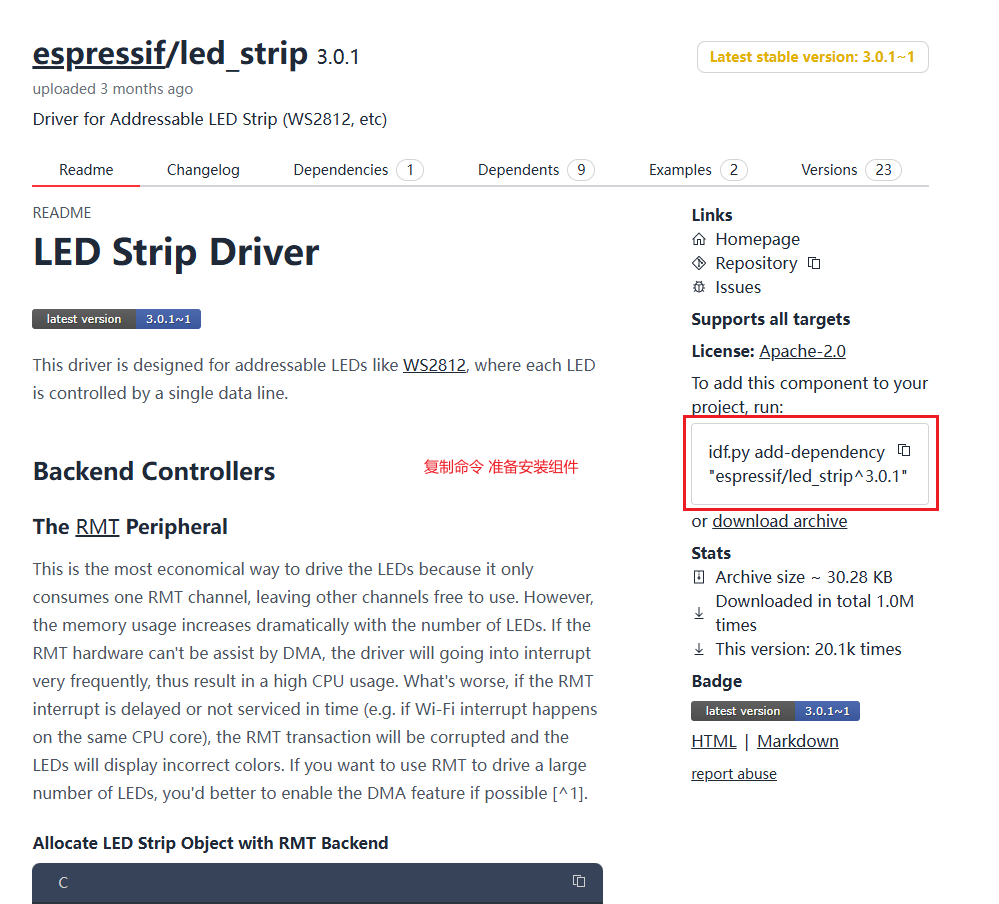 espressif/led_strip 3.0.1
Latest stable version: 3.0.1~1
uploaded 3 months ago
Driver for Addressable LED Strip (WS2812, etc)
Readme Changelog Dependencies 1 Dependents 9 Examples 2 Versions 23
README
LED Strip Driver
latest version 3.0.1~1
This driver is designed for addressable LEDs like WS2812, where each LED
is controlled by a single data line.
Backend Controllers
复制命令 准备安装组件
The RMT Peripheral
This is the most economical way to drive the LEDs because it only
consumes one RMT channel, leaving other channels free to use. However,
the memory usage increases dramatically with the number of LEDs. If the
RMT hardware can't be assist by DMA, the driver will going into interrupt
very frequently, thus result in a high CPU usage. What's worse, if the RMT
interrupt is delayed or not serviced in time (e.g. if Wi-Fi interrupt happens
on the same CPU core), the RMT transaction will be corrupted and the
LEDs will display incorrect colors. If you want to use RMT to drive a large
number of LEDs, you'd better to enable the DMA feature if possible [^1].
Allocate LED Strip Object with RMT Backend
C
Links
Homepage
Repository
Issues
Supports all targets
License: Apache-2.0
To add this component to your
project, run:
idf.py add-dependency
"espressif/led_strip^3.0.1"
or download archive
Stats
Archive size ~ 30.28 KB
Downloaded in total 1.0M
times
This version: 20.1k times
Badge
latest version 3.0.1~1
HTML | Markdown
report abuse